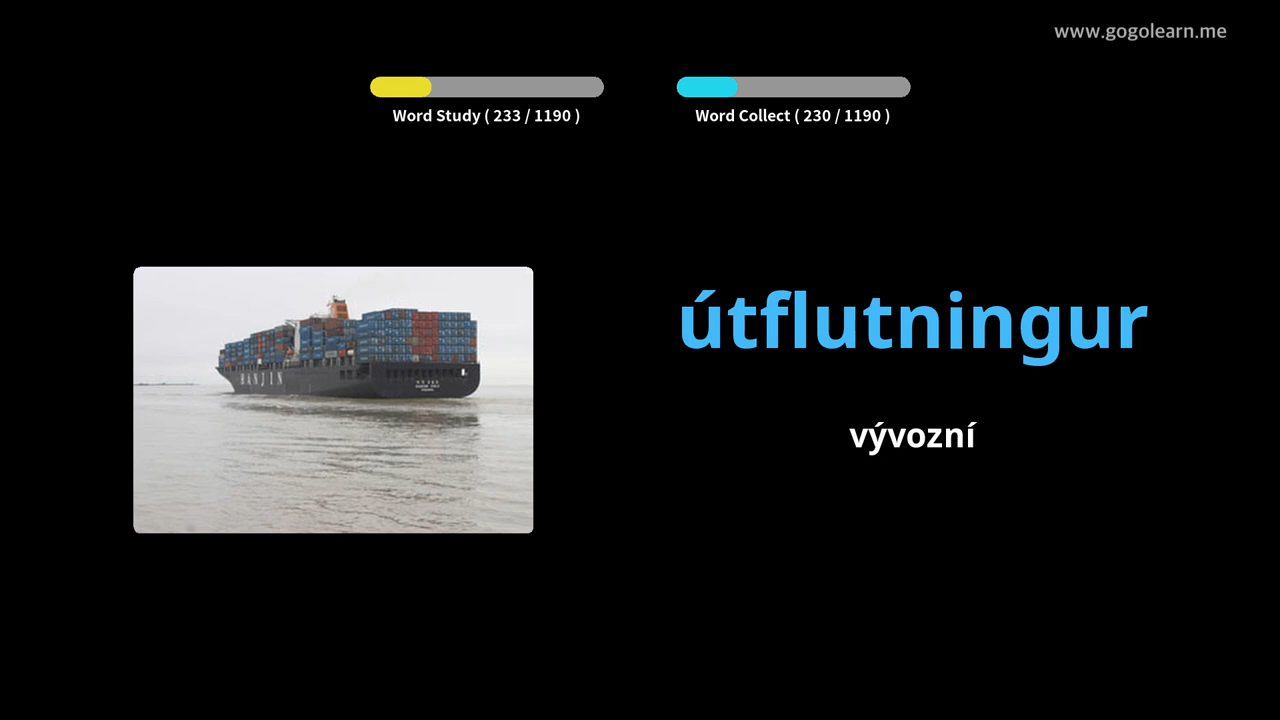 www.gogolearn.me
Word Study ( 233 / 1190 )
Word Collect ( 230 / 1190 )
HANJIN
útflutningur
vývozní